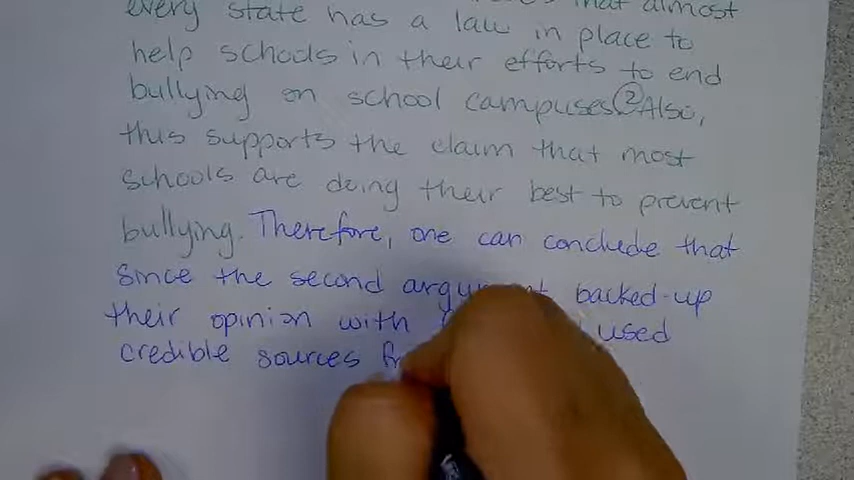 every state has a law in place to
help schools in their efforts to end
bullying on school campuses. ② Also,
this supports the claim that most
schools are doing their best to prevent
bullying. Therefore, one can conclude that
since the second backed-up
their opinion with used
credible sources